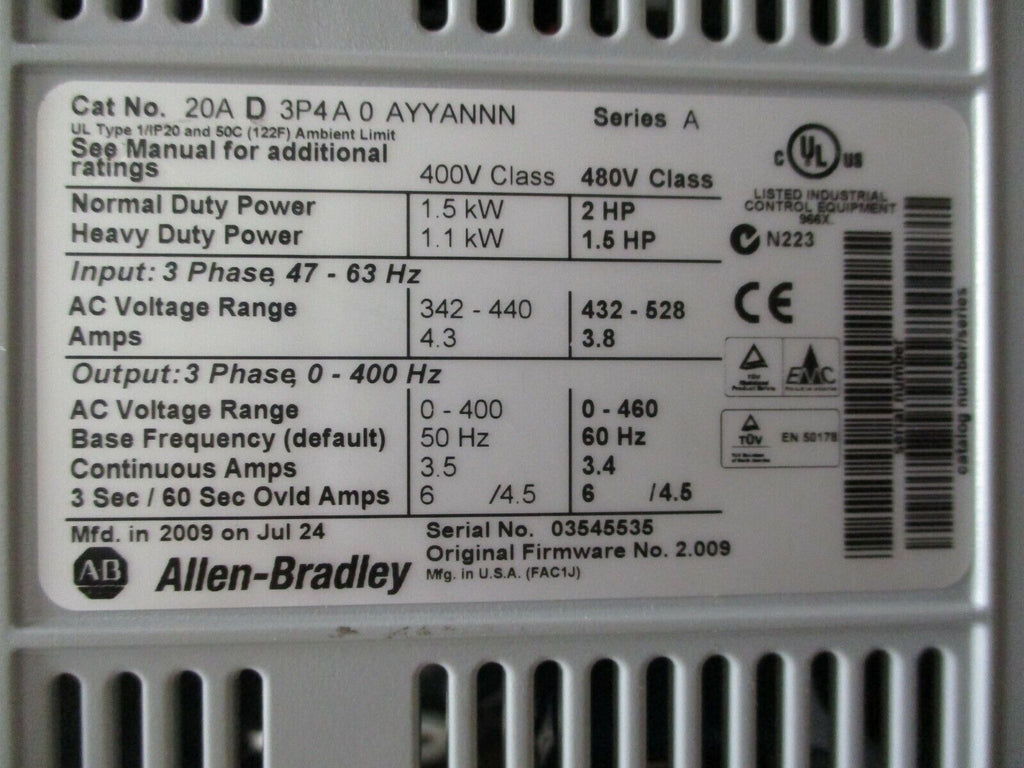 Cat No. 20A D 3P4 A 0 AYYANNN Series A
UL Type 1/IP20 and 50C (122F) Ambient Limit
See Manual for additional
ratings 400V Class 480V Class
Normal Duty Power 1.5 kW 2 HP
Heavy Duty Power 1.1 kW 1.5 HP
Input: 3 Phase, 47 - 63 Hz
AC Voltage Range 342 - 440 432 - 528
Amps 4.3 3.8
Output: 3 Phase, 0 - 400 Hz
AC Voltage Range 0 - 400 0 - 460
Base Frequency (default) 50 Hz 60 Hz
Continuous Amps 3.5 3.4
3 Sec / 60 Sec Ovld Amps 6 /4.5 6 /4.5
Mfd. in 2009 on Jul 24
Serial No. 03545535
Original Firmware No. 2.009
Mfg. in U.S.A. (FAC1J)
AB Allen-Bradley
C UL US
LISTED INDUSTRIAL
CONTROL EQUIPMENT
966X
N223
CE
EMC
TÜV EN 50178
serial number
catalog number/series